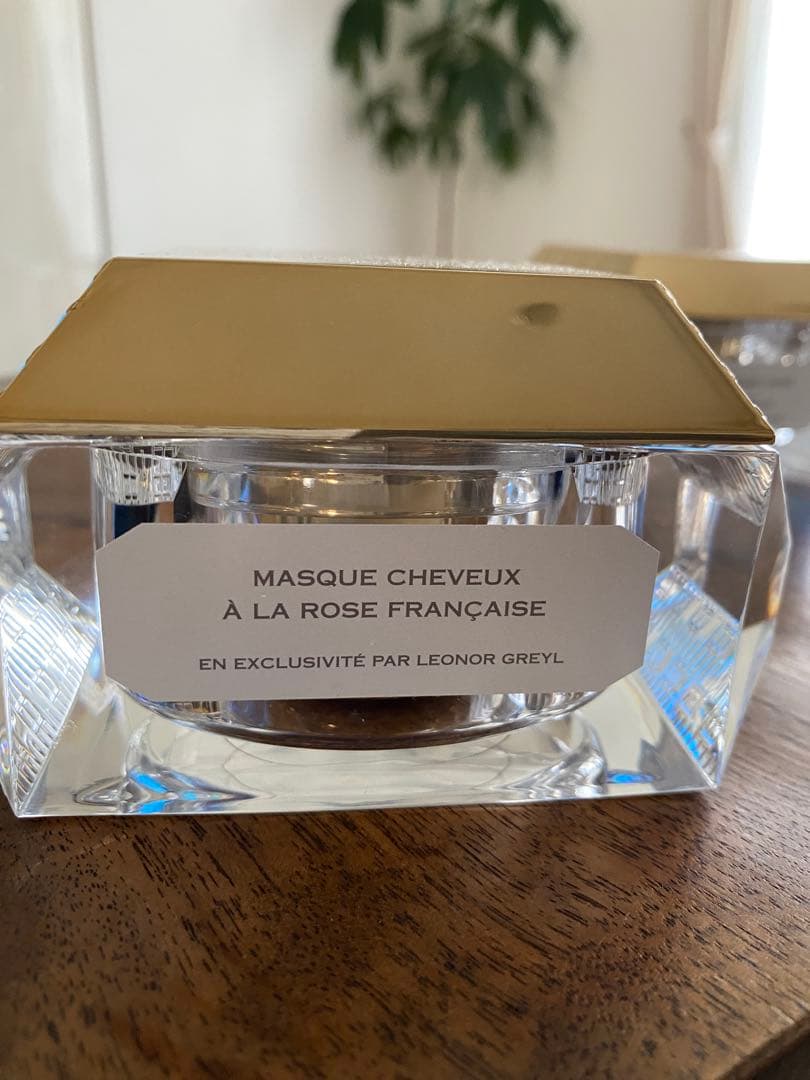 MASQUE CHEVEUX
À LA ROSE FRANÇAISE
EN EXCLUSIVITÉ PAR LEONOR GREYL